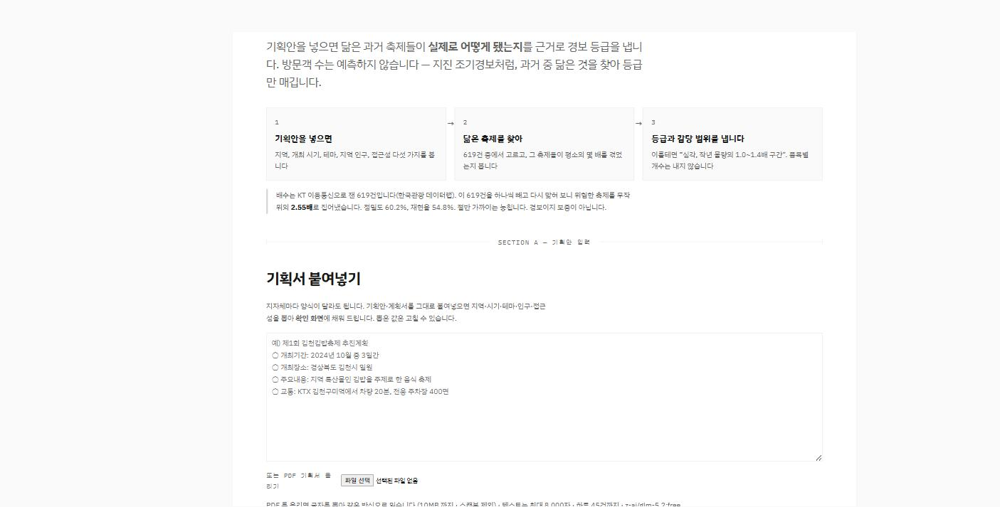 기획안을 넣으면 닮은 과거 축제들이 실제로 어떻게 됐는지를 근거로 경보 등급을 냅니
다. 방문객 수는 예측하지 않습니다 — 지진 조기경보처럼, 과거 중 닮은 것을 찾아 등급
만 매깁니다.
1
기획안을 넣으면
지역, 개최 시기, 테마, 지역 인구, 접근성 다섯 가지를 봅
니다
→
2
닮은 축제를 찾아
619건 중에서 고르고, 그 축제들이 평소의 몇 배를 겪었
는지 봅니다
→
3
등급과 감당 범위를 냅니다
이를테면 "심각, 작년 물량의 1.0~1.4배 구간". 품목별
개수는 내지 않습니다
배수는 KT 이동통신으로 잰 619건입니다(한국관광 데이터랩). 이 619건을 하나씩 빼고 다시 맞혀 보니 위험한 축제를 무작
위의 2.55배로 집어냈습니다. 정밀도 60.2%, 재현율 54.8%. 절반 가까이는 놓칩니다. 경보이지 보증이 아닙니다.
SECTION A — 기획안 입력
기획서 붙여넣기
지자체마다 양식이 달라도 됩니다. 기획안·계획서를 그대로 붙여넣으면 지역·시기·테마·인구·접근
성을 뽑아 확인 화면에 채워 드립니다. 뽑은 값은 고칠 수 있습니다.
예) 제1회 김천김밥축제 추진계획
○ 개최기간: 2024년 10월 중 3일간
○ 개최장소: 경상북도 김천시 일원
○ 주요내용: 지역 특산물인 김밥을 주제로 한 음식 축제
○ 교통: KTX 김천구미역에서 차량 20분, 전용 주차장 400면
또는 PDF 기획서 올
리기
파일 선택 선택된 파일 없음
PDF를 올리면 글자를 뽑아 같은 방식으로 읽습니다 (10MB 까지 · 스캔본 제외) · 텍스트는 최대 8,000자 · 하루 45건까지 · z-ai/glm-5.2:free